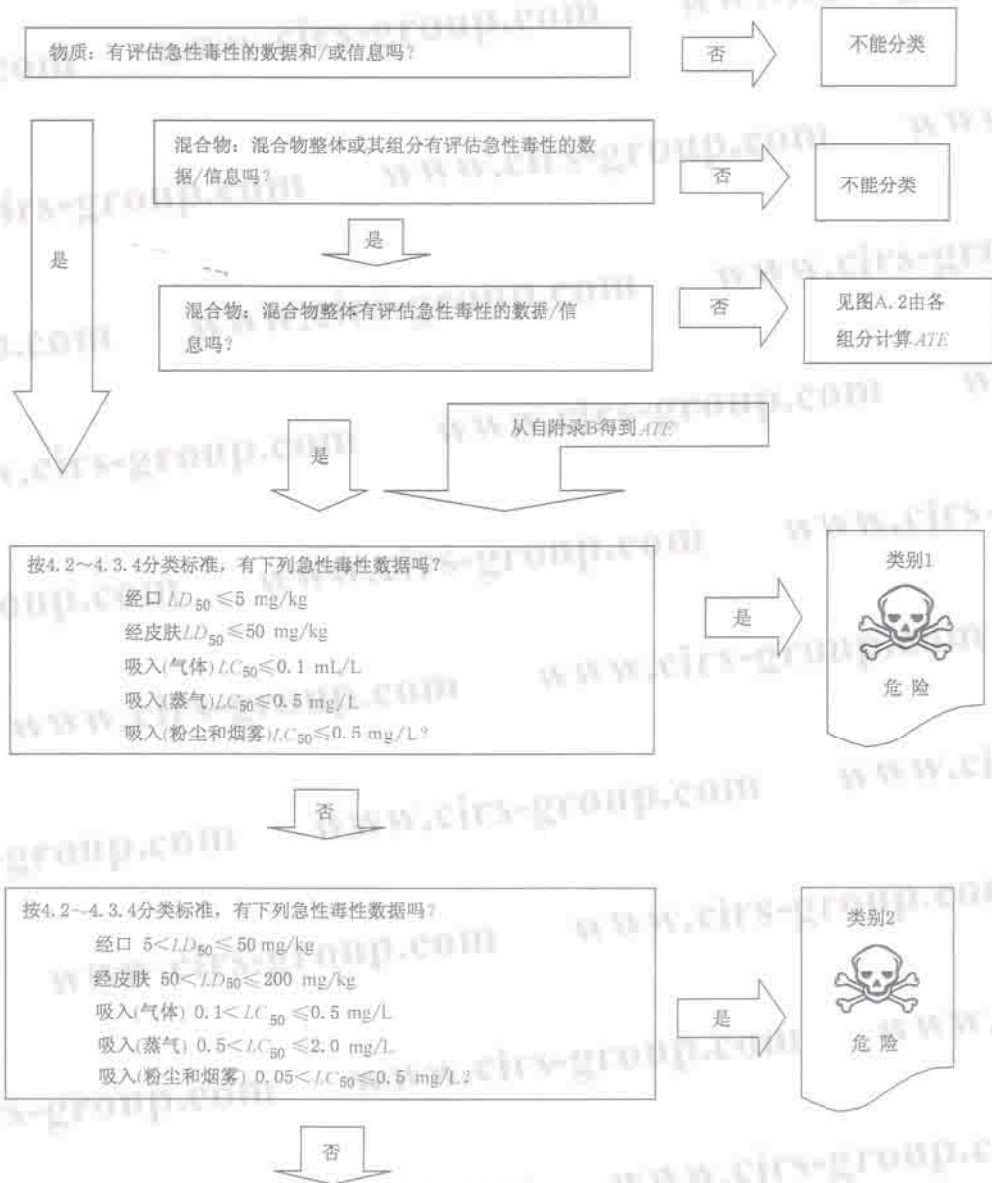 物质：有评估急性毒性的数据和/或信息吗？
否
不能分类
混合物：混合物整体或其组分有评估急性毒性的数
据/信息吗？
否
不能分类
是
是
混合物：混合物整体有评估急性毒性的数据/信
息吗？
否
见图A.2由各
组分计算ATE
是
从自附录B得到ATE
按4.2～4.3.4分类标准，有下列急性毒性数据吗？
经口LD50≤5 mg/kg
经皮肤LD50≤50 mg/kg
吸入(气体)LC50≤0.1 mL/L
吸入(蒸气)LC50≤0.5 mg/L
吸入(粉尘和烟雾)LC50≤0.5 mg/L？
是
类别1
危 险
否
按4.2～4.3.4分类标准，有下列急性毒性数据吗？
经口 5<LD50≤50 mg/kg
经皮肤 50<LD50≤200 mg/kg
吸入(气体) 0.1<LC50≤0.5 mL/L
吸入(蒸气) 0.5<LC50≤2.0 mg/L
吸入(粉尘和烟雾) 0.05<LC50≤0.5 mg/L？
是
类别2
危 险
否
www.cirs-group.com